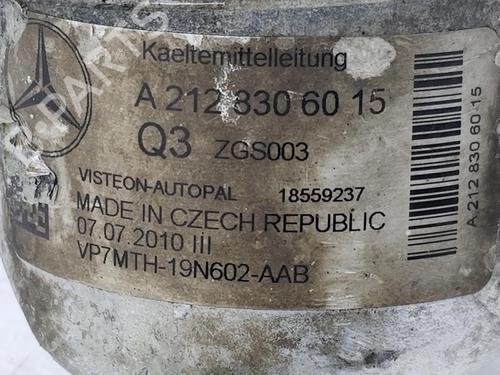 Kaeltemittelleitung
A 212 830 60 15
Q3 ZGS003
VISTEON-AUTOPAL 18559237
MADE IN CZECH REPUBLIC
07.07.2010 III
VP7MTH-19N602-AAB
A 212 830 60 15